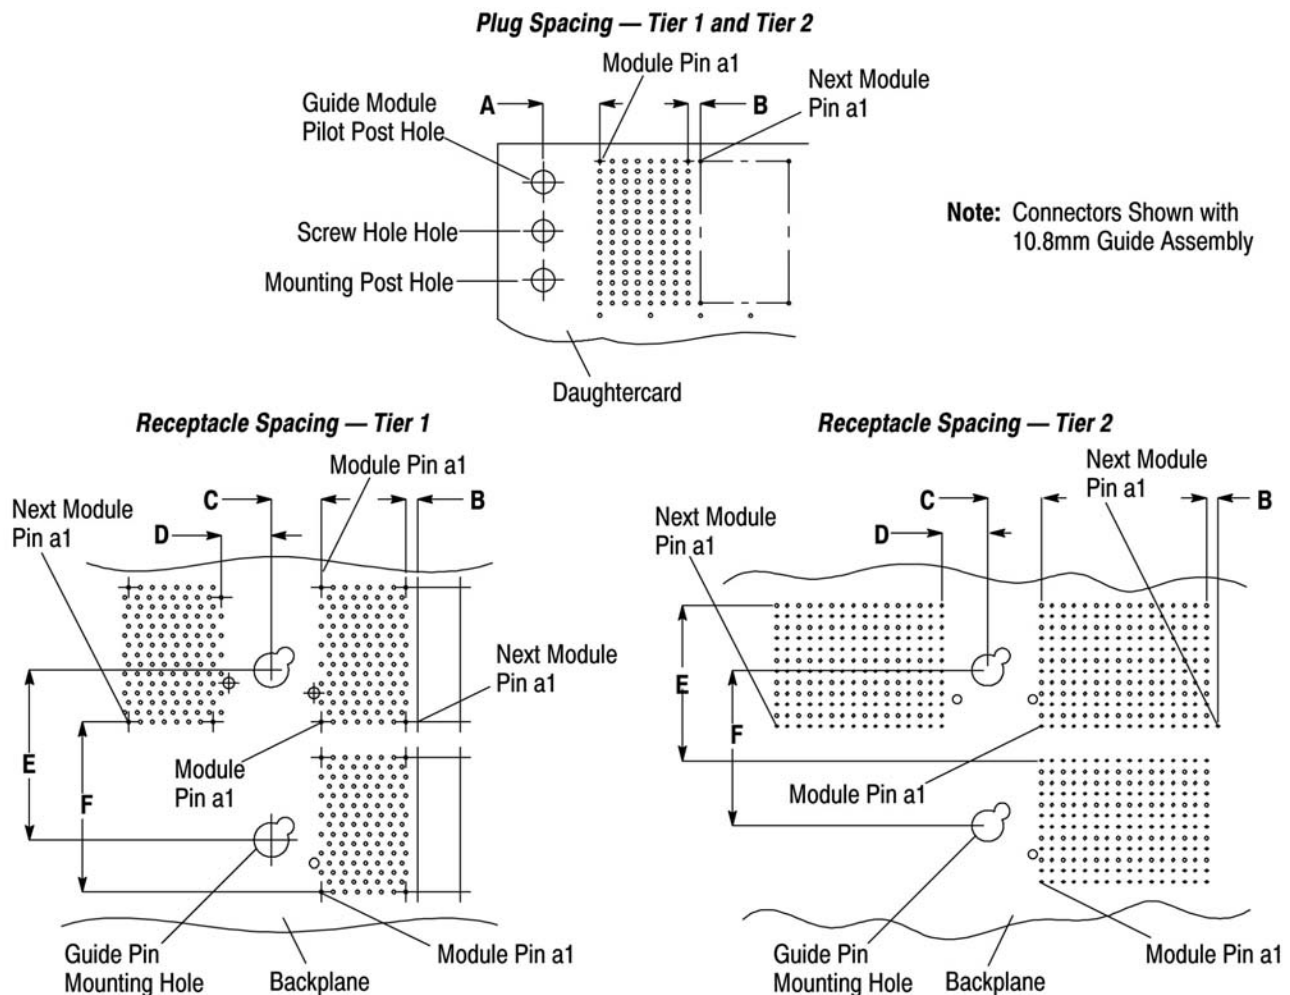 Plug Spacing — Tier 1 and Tier 2
Module Pin a1
Next Module
Pin a1
A
B
Guide Module
Pilot Post Hole
Screw Hole Hole
Mounting Post Hole
Note: Connectors Shown with
10.8mm Guide Assembly
Daughtercard
Receptacle Spacing — Tier 1
Module Pin a1
C
B
D
Next Module
Pin a1
Next Module
Pin a1
Module
Pin a1
E
F
Guide Pin
Mounting Hole
Backplane
Module Pin a1
Receptacle Spacing — Tier 2
Next Module
Pin a1
C
B
D
Next Module
Pin a1
E
F
Module Pin a1
Guide Pin
Mounting Hole
Backplane
Module Pin a1